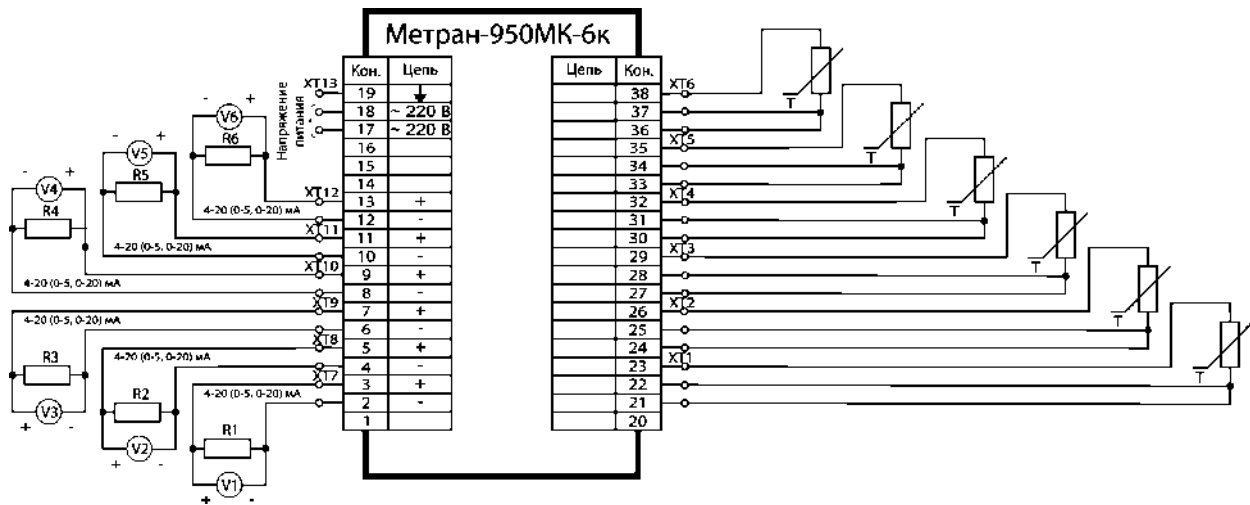 Метран-950МК-6к
Кон. Цепь
19
18 ~ 220 В
17 ~ 220 В
16
15
14
13 +
12 -
11 +
10 -
9 +
8 -
7 +
6 -
5 +
4 -
3 +
2 -
1
Цепь Кон.
38
37
36
35
34
33
32
31
30
29
28
27
26
25
24
23
22
21
20
XT13
Напряжение
питания
XT12
XT11
XT10
XT9
XT8
XT7
- +
V6
R6
4-20 (0-5, 0-20) мА
- +
V5
R5
4-20 (0-5, 0-20) мА
- +
V4
R4
4-20 (0-5, 0-20) мА
4-20 (0-5, 0-20) мА
R3
V3
+ -
4-20 (0-5, 0-20) мА
R2
V2
+ -
4-20 (0-5, 0-20) мА
R1
V1
+ -
XT6
T
XT5
T
XT4
T
XT3
T
XT2
T
XT1
T